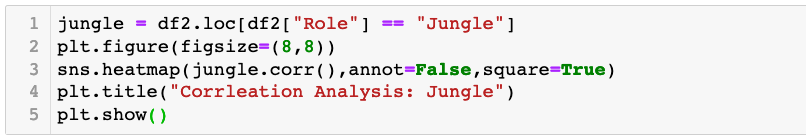 1 jungle = df2.loc[df2["Role"] == "Jungle"]
2 plt.figure(figsize=(8,8))
3 sns.heatmap(jungle.corr(),annot=False,square=True)
4 plt.title("Corrleation Analysis: Jungle")
5 plt.show()